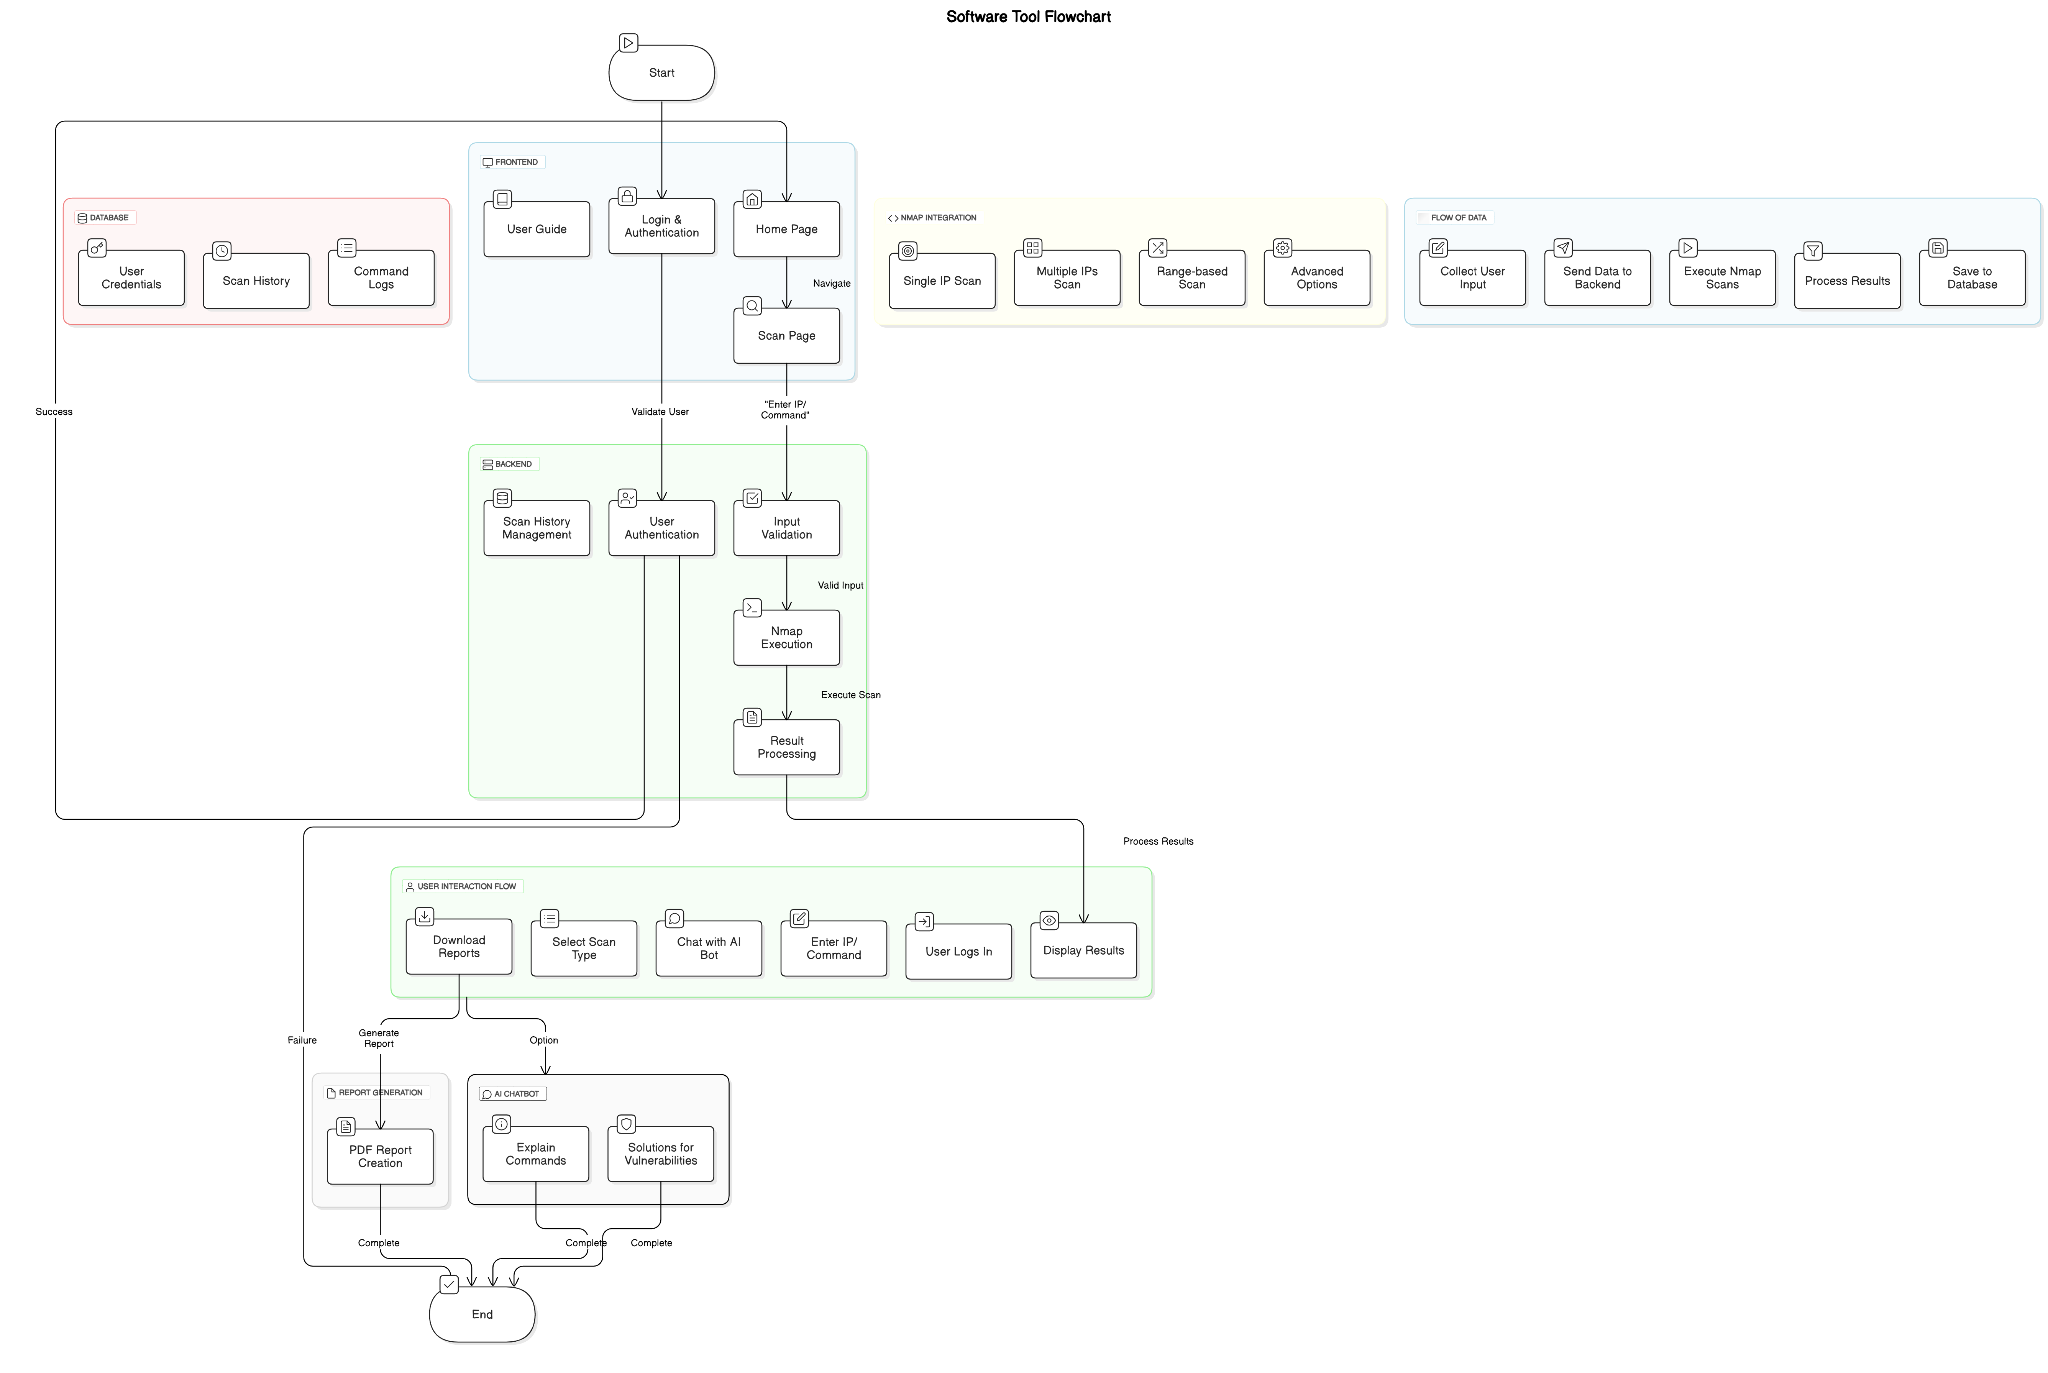 Software Tool Flowchart
Start
FRONTEND
User Guide
Login &
Authentication
Home Page
Navigate
Scan Page
DATABASE
User
Credentials
Scan History
Command
Logs
NMAP INTEGRATION
Single IP Scan
Multiple IPs
Scan
Range-based
Scan
Advanced
Options
FLOW OF DATA
Collect User
Input
Send Data to
Backend
Execute Nmap
Scans
Process Results
Save to
Database
Success
Validate User
"Enter IP/
Command"
BACKEND
Scan History
Management
User
Authentication
Input
Validation
Valid Input
Nmap
Execution
Execute Scan
Result
Processing
Process Results
USER INTERACTION FLOW
Download
Reports
Select Scan
Type
Chat with AI
Bot
Enter IP/
Command
User Logs In
Display Results
Failure
Generate
Report
Option
REPORT GENERATION
PDF Report
Creation
AI CHATBOT
Explain
Commands
Solutions for
Vulnerabilities
Complete
Complete
Complete
End